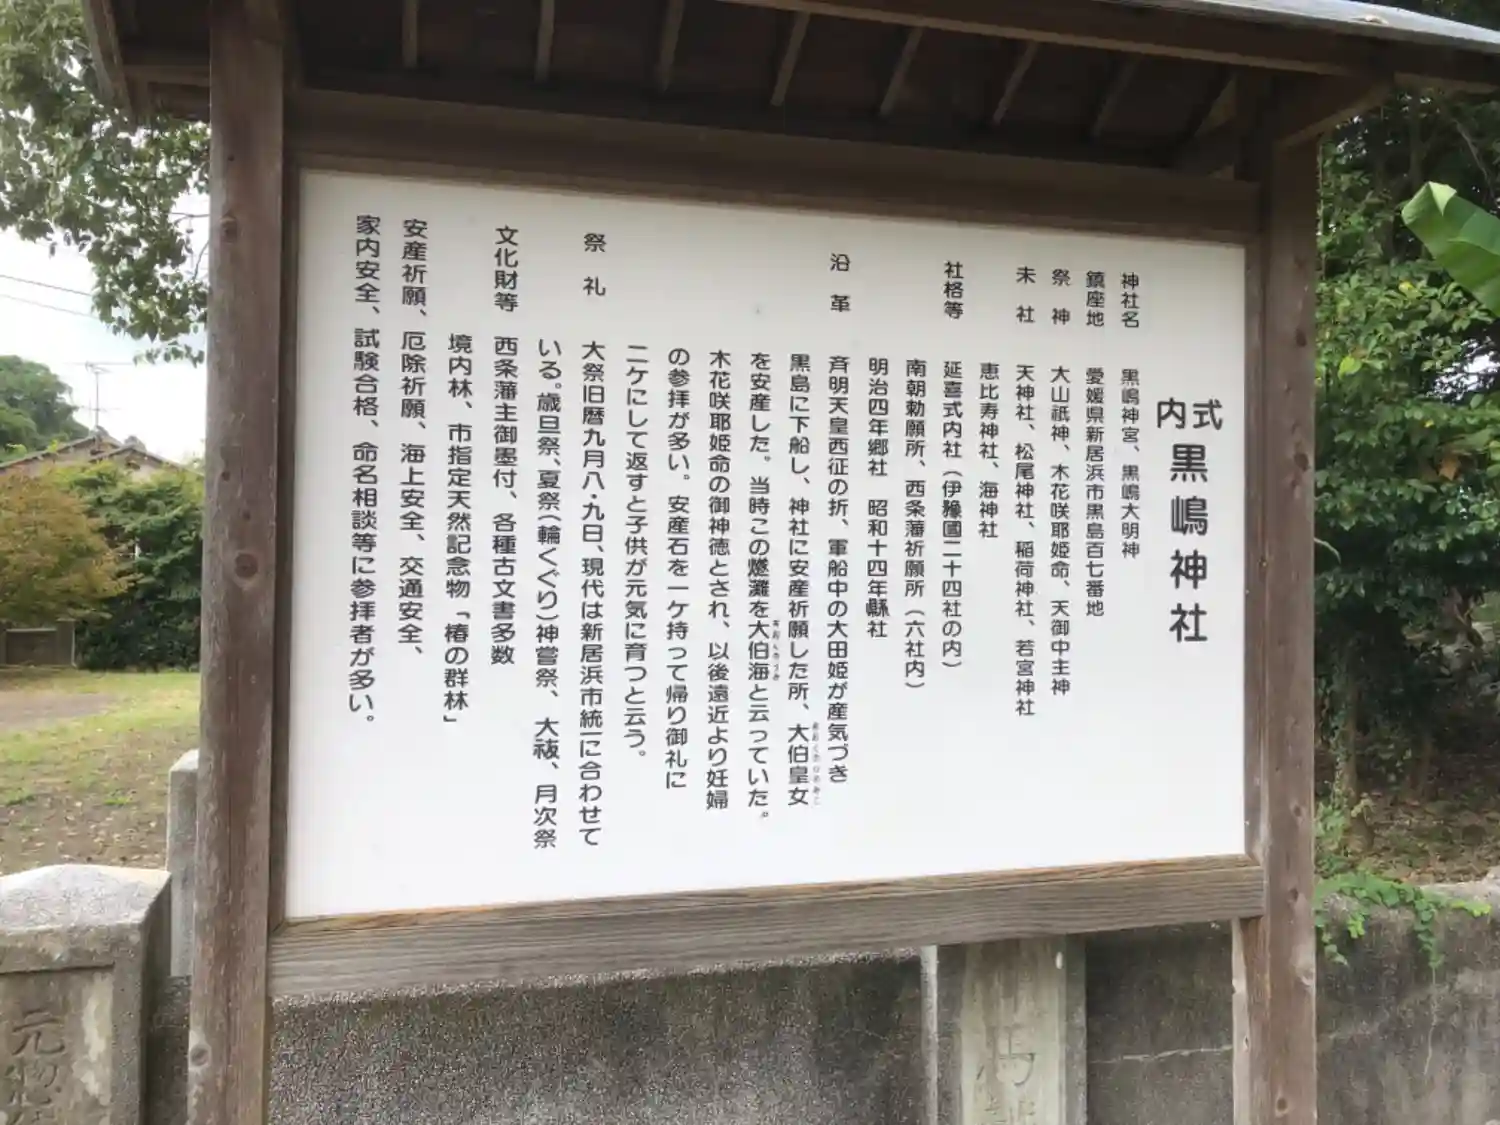 式内 黒嶋神社
神社名 黒嶋神宮、黒嶋大明神
鎮座地 愛媛県新居浜市黒島百七番地
祭神 大山祇神、木花咲耶姫命、天御中主神
末社 天神社、松尾神社、稲荷神社、若宮神社
恵比寿神社、海神社
社格等 延喜式内社（伊豫國二十四社の内）
南朝勅願所、西条藩祈願所（六社内）
明治四年郷社 昭和十四年縣社
沿革 斉明天皇西征の折、軍船中の大田姫が産気づき
黒島に下船し、神社に安産祈願した所、大伯皇女
を安産した。当時この燧灘を大伯海と云っていた。
木花咲耶姫命の御神徳とされ、以後遠近より妊婦
の参拝が多い。安産石を一ケ持って帰り御礼に
二ケにして返すと子供が元気に育つと云う。
祭礼 大祭旧暦九月八・九日、現代は新居浜市統一に合わせて
いる。歳旦祭、夏祭（輪くぐり）神嘗祭、大祓、月次祭
文化財等 西条藩主御墨付、各種古文書多数
境内林、市指定天然記念物「椿の群林」
安産祈願、厄除祈願、海上安全、交通安全、
家内安全、試験合格、命名相談等に参拝者が多い。
元